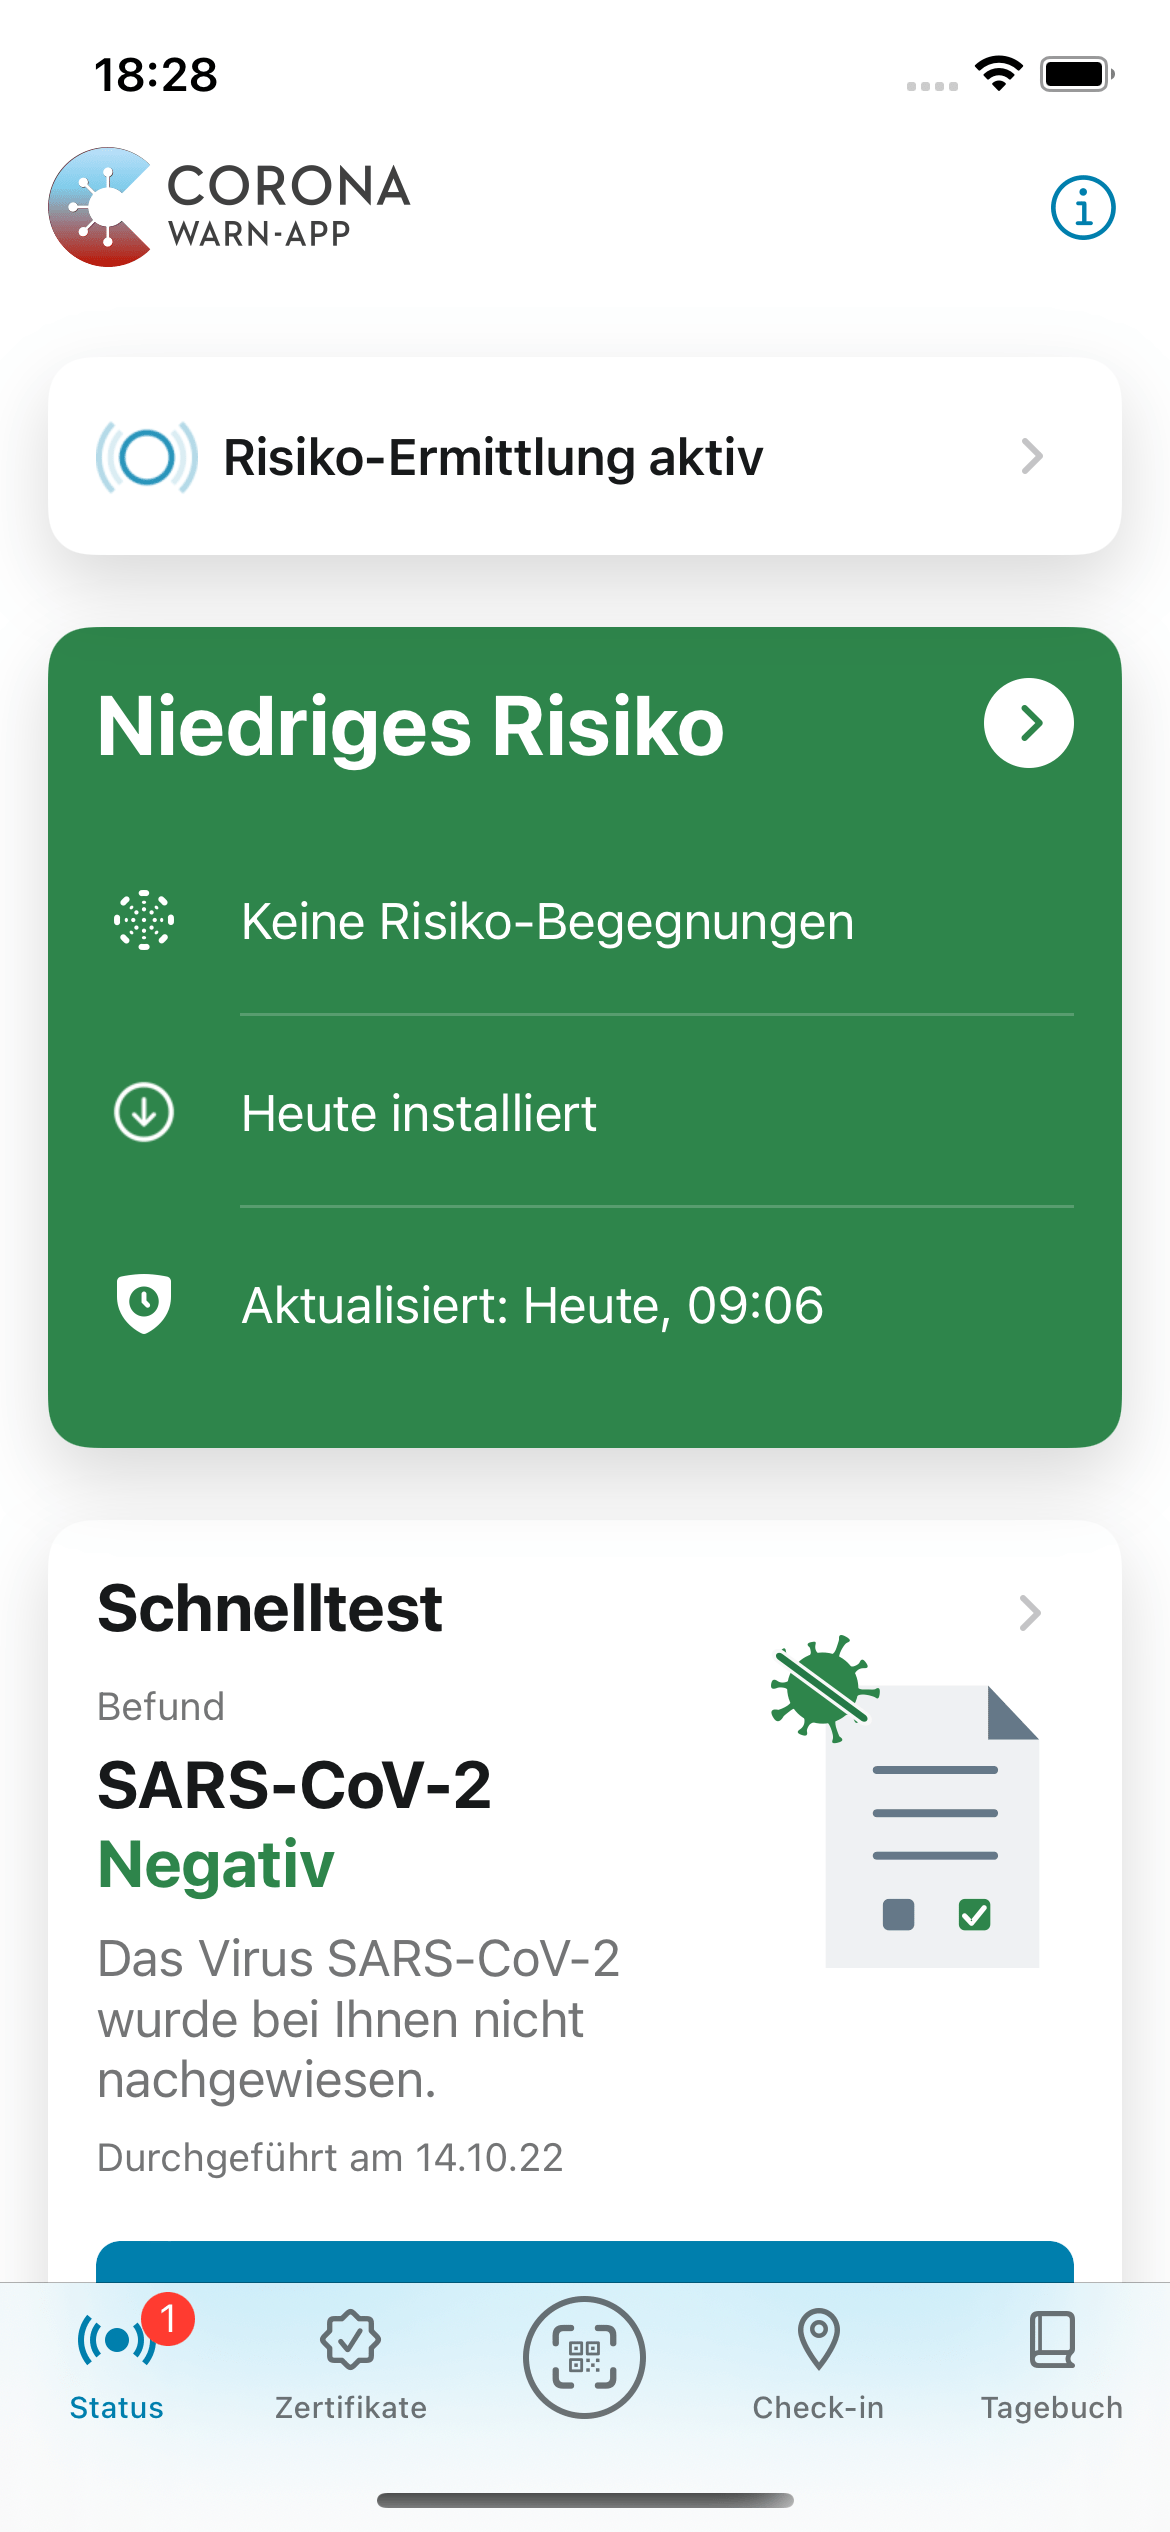 18:28
CORONA
WARN-APP
Risiko-Ermittlung aktiv
Niedriges Risiko
Keine Risiko-Begegnungen
Heute installiert
Aktualisiert: Heute, 09:06
Schnelltest
Befund
SARS-CoV-2
Negativ
Das Virus SARS-CoV-2
wurde bei Ihnen nicht
nachgewiesen.
Durchgeführt am 14.10.22
1
Status
Zertifikate
Check-in
Tagebuch